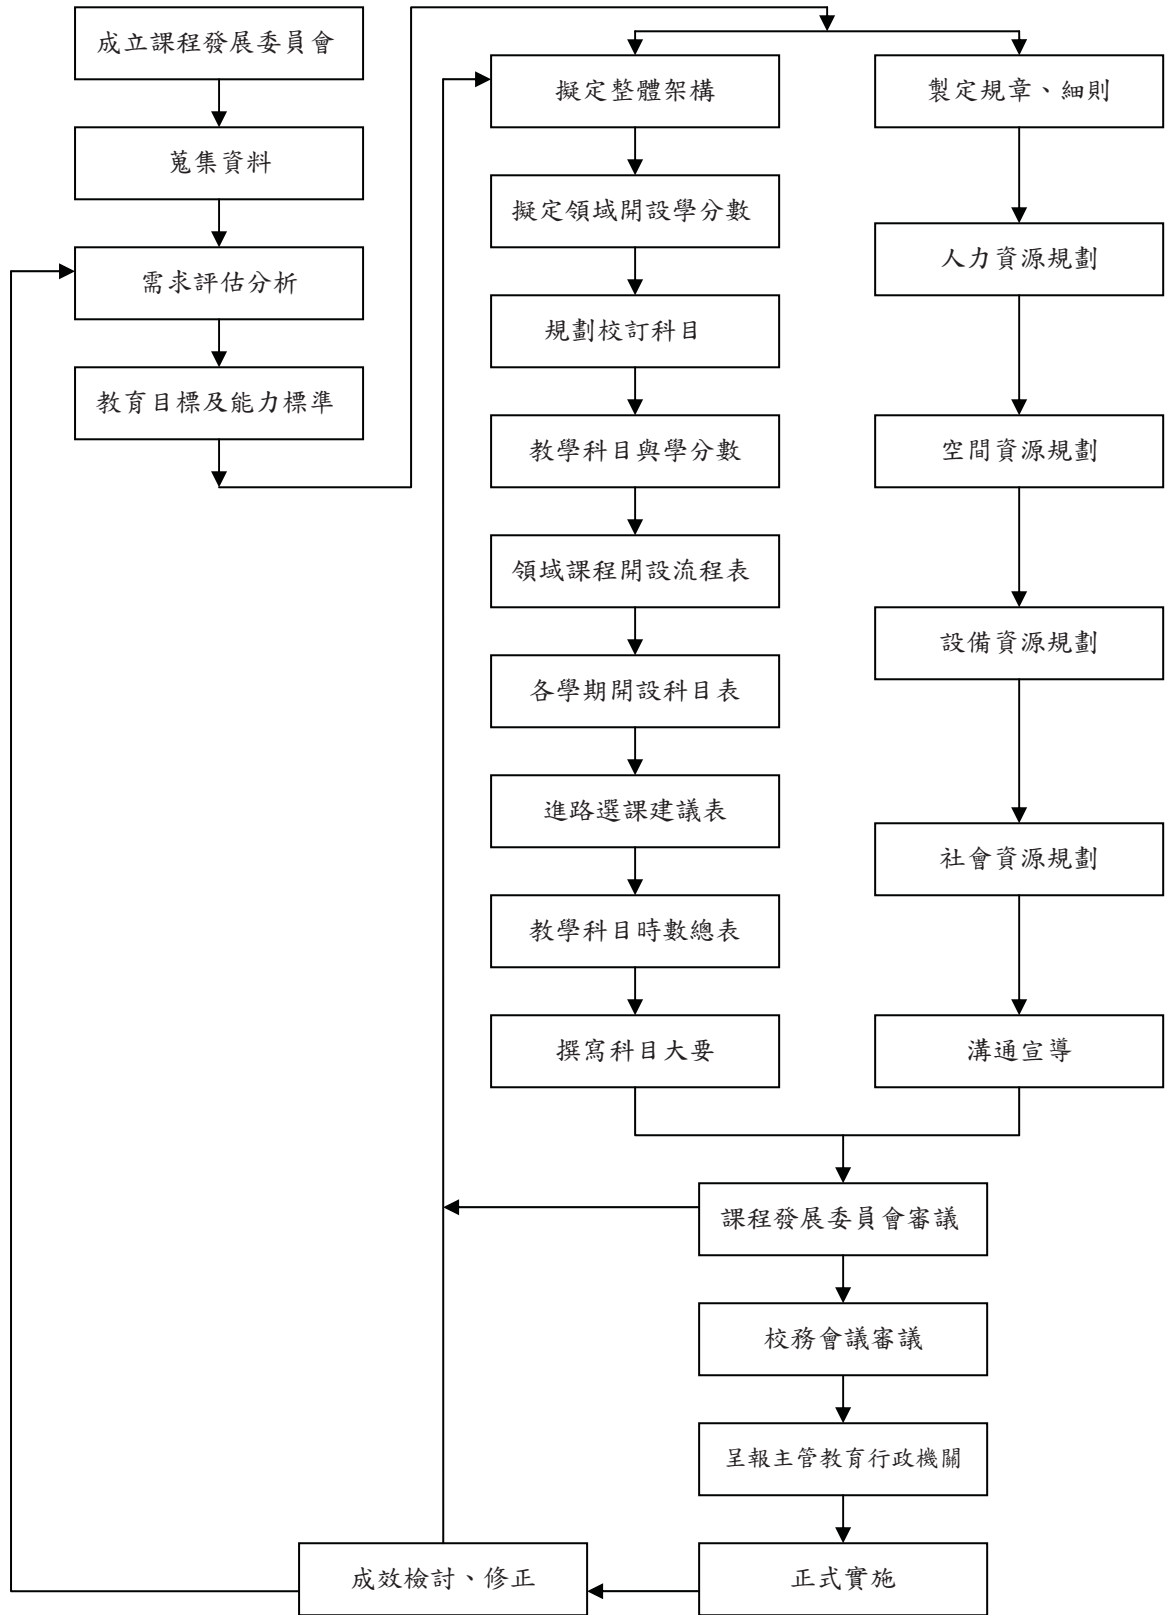 成立課程發展委員會
蒐集資料
需求評估分析
教育目標及能力標準
擬定整體架構
擬定領域開設學分數
規劃校訂科目
教學科目與學分數
領域課程開設流程表
各學期開設科目表
進路選課建議表
教學科目時數總表
撰寫科目大要
製定規章、細則
人力資源規劃
空間資源規劃
設備資源規劃
社會資源規劃
溝通宣導
課程發展委員會審議
校務會議審議
呈報主管教育行政機關
正式實施
成效檢討、修正